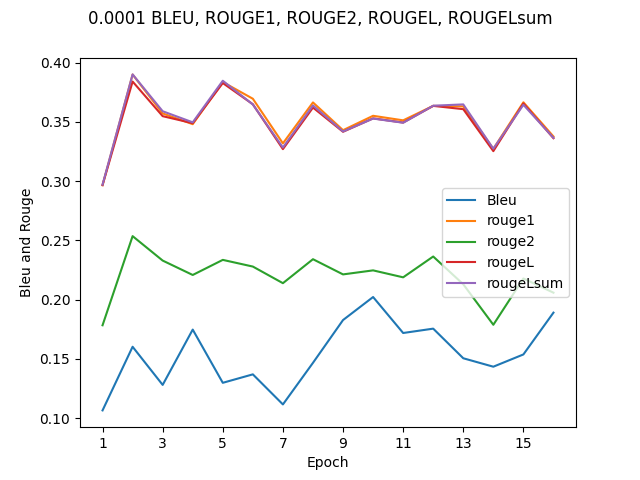 0.0001 BLEU, ROUGE1, ROUGE2, ROUGEL, ROUGELsum
0.40
0.35
0.30
0.25
0.20
0.15
0.10
Bleu and Rouge
Bleu
rouge1
rouge2
rougeL
rougeLsum
1
3
5
7
9
11
13
15
Epoch